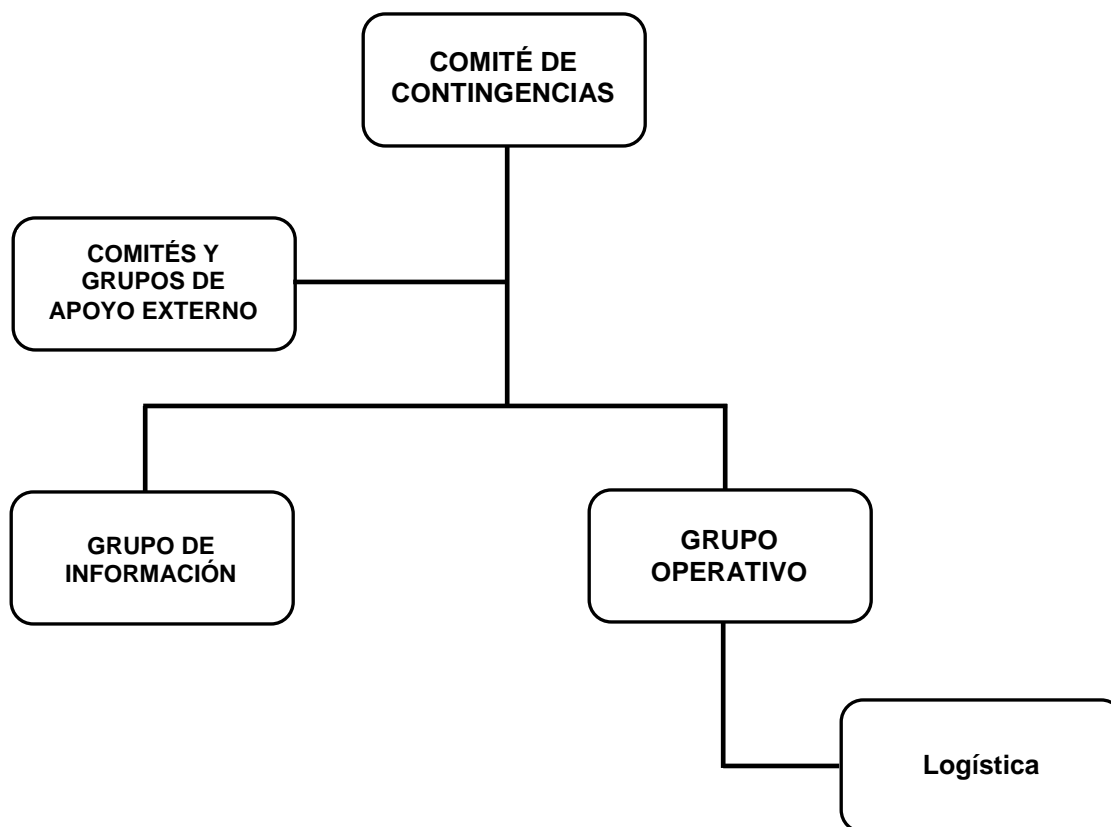 COMITÉ DE
CONTINGENCIAS
COMITÉS Y
GRUPOS DE
APOYO EXTERNO
GRUPO DE
INFORMACIÓN
GRUPO
OPERATIVO
Logística